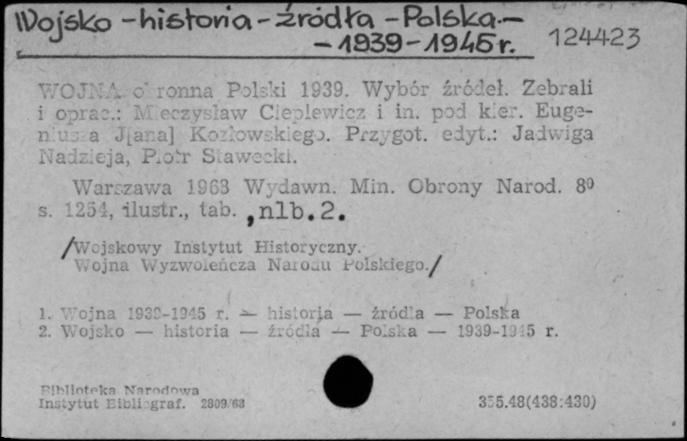 Wojsko - historia - źródła - Polska -
- 1939-1945 r. 124423
WOJNA obronna Polski 1939. Wybór źródeł. Zebrali
i oprac.: Mieczysław Cieplewicz i in. pod kier. Euge-
niusza J[ana] Kozłowskiego. Przygot. edyt.: Jadwiga
Nadzieja, Piotr Stawecki.
Warszawa 1968 Wydawn. Min. Obrony Narod. 8⁰
s. 1254, ilustr., tab., nlb. 2.
/Wojskowy Instytut Historyczny.
Wojna Wyzwoleńcza Narodu Polskiego./
1. Wojna 1939-1945 r. — historia — źródła — Polska
2. Wojsko — historia — źródła — Polska — 1939-1945 r.
Biblioteka Narodowa
Instytut Bibliograf. 2809/68 355.48(438:430)